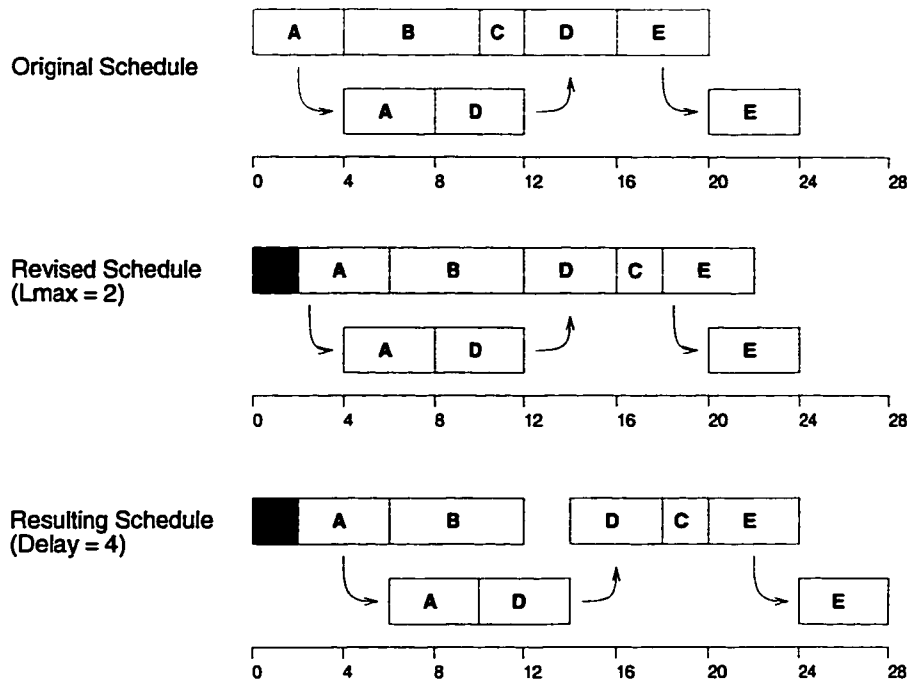 A B C D E
Original Schedule
A D E
0 4 8 12 16 20 24 28
A B D C E
Revised Schedule
(Lmax = 2)
A D E
0 4 8 12 16 20 24 28
A B D C E
Resulting Schedule
(Delay = 4)
A D E
0 4 8 12 16 20 24 28